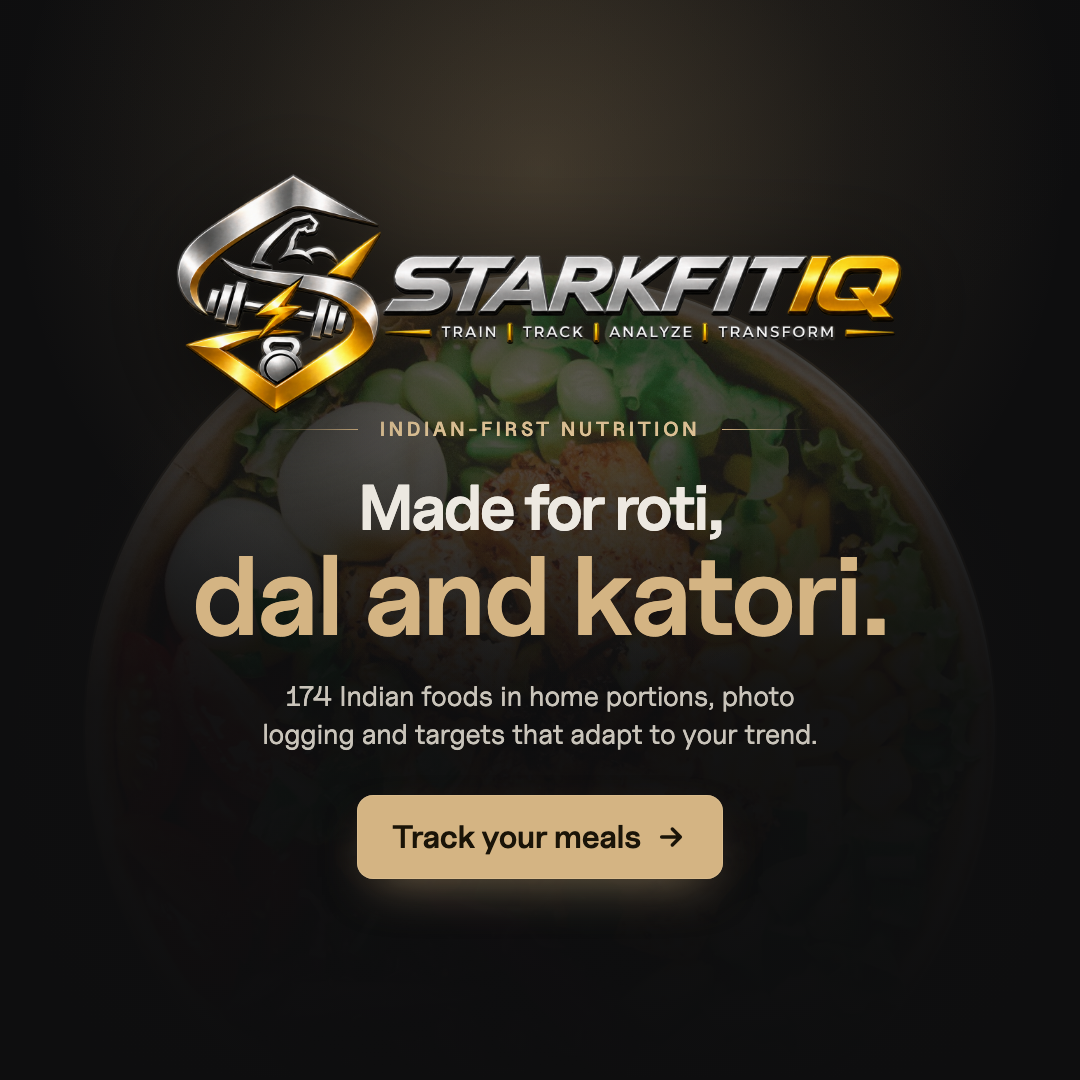 STARKFITIQ
TRAIN | TRACK | ANALYZE | TRANSFORM
INDIAN-FIRST NUTRITION
Made for roti,
dal and katori.
174 Indian foods in home portions, photo
logging and targets that adapt to your trend.
Track your meals →